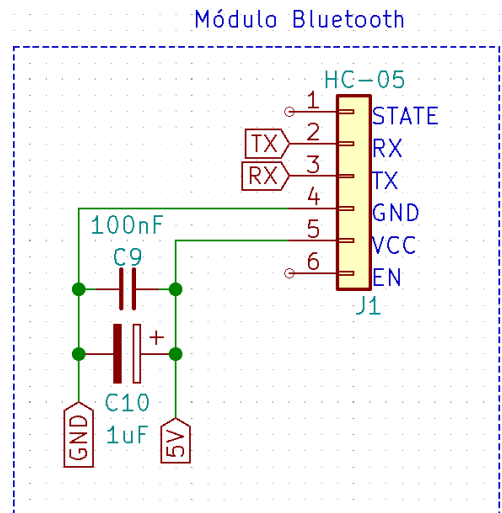 Módulo Bluetooth
HC-05
1 STATE
TX 2 RX
RX 3 TX
4 GND
100nF
5 VCC
C9
6 EN
J1
+
C10
1uF
GND
5V